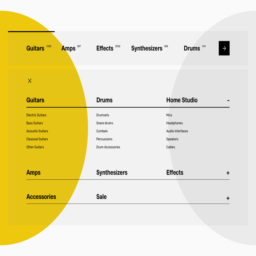 Guitars Amps Effects Synthesizers Drums →
X
Guitars Drums Home Studio -
Electric Guitars Drumsets Mics
Bass Guitars Snare drums Headphones
Acoustic Guitars Cymbals Audio Interfaces
Classical Guitars Percussions Speakers
Other Guitars Drum Accessories Cables
Amps Synthesizers Effects +
Accessories Sale +